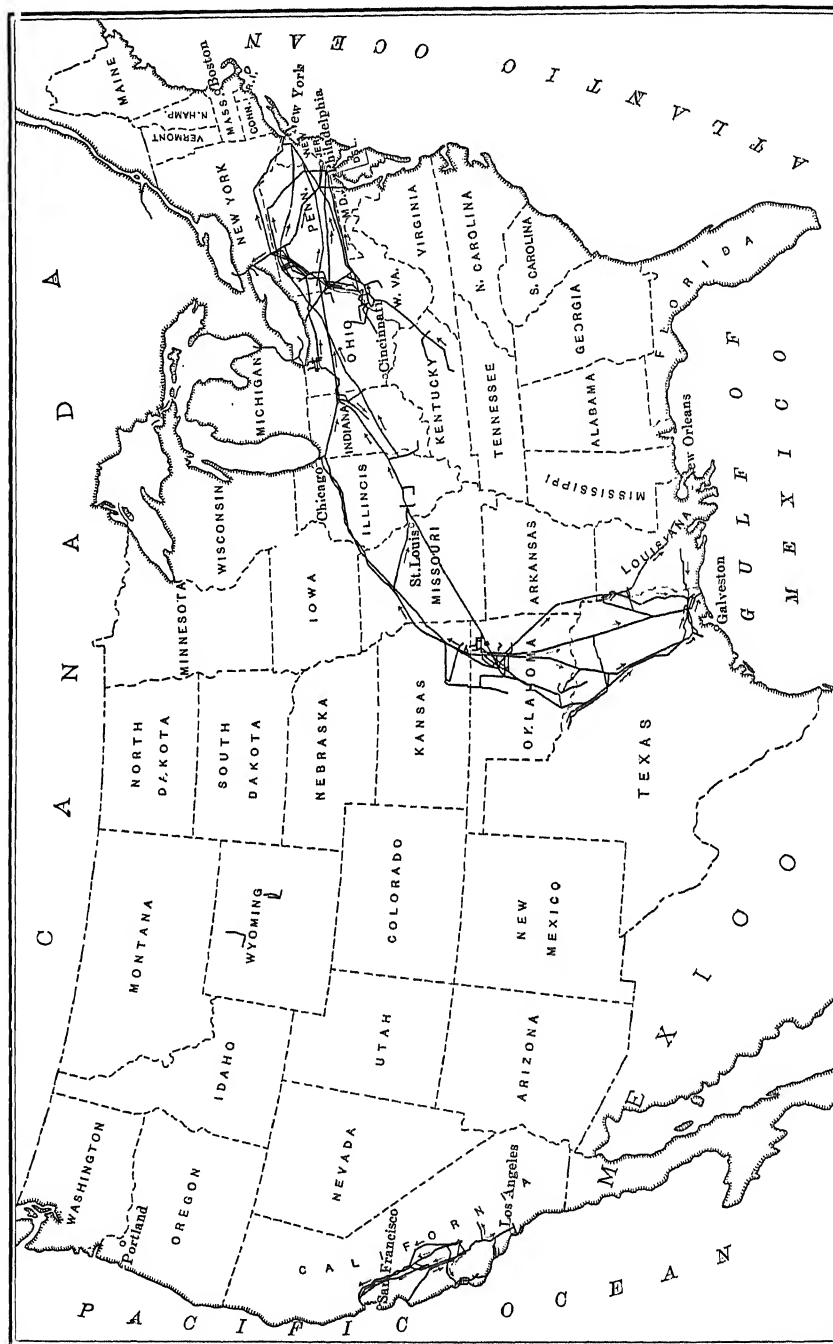 CANADA
WASHINGTON
Portland
OREGON
IDAHO
MONTANA
NORTH
DAKOTA
SOUTH
DAKOTA
MINNESOTA
WISCONSIN
MICHIGAN
WYOMING
NEBRASKA
IOWA
Chicago
ILLINOIS
INDIANA
OHIO
Cincinnati
PENN.
NEW YORK
VERMONT
N. HAMP.
MAINE
MASS
Boston
CONN.
R.I.
New York
NEW
JER.
Philadelphia
DEL.
M D.
W. VA.
VIRGINIA
NEVADA
UTAH
COLORADO
KANSAS
MISSOURI
St. Louis
KENTUCKY
CALIFORNIA
San Francisco
Los Angeles
ARIZONA
NEW
MEXICO
OKLAHOMA
ARKANSAS
TENNESSEE
N. CAROLINA
S. CAROLINA
TEXAS
LOUISIANA
MISSISSIPPI
ALABAMA
GEORGIA
FLORIDA
New Orleans
Galveston
MEXICO
GULF OF
MEXICO
PACIFIC OCEAN
ATLANTIC OCEAN